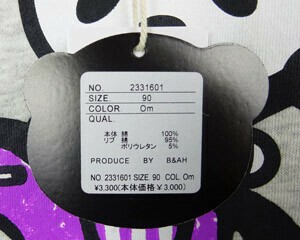 NO. 2331601
SIZE 90
COLOR. Om
QUAL.
本体 綿 100%
リブ 綿 95%
ポリウレタン 5%
PRODUCE BY B&AH
NO 2331601 SIZE 90 COL Om
¥3,300(本体価格¥3,000)